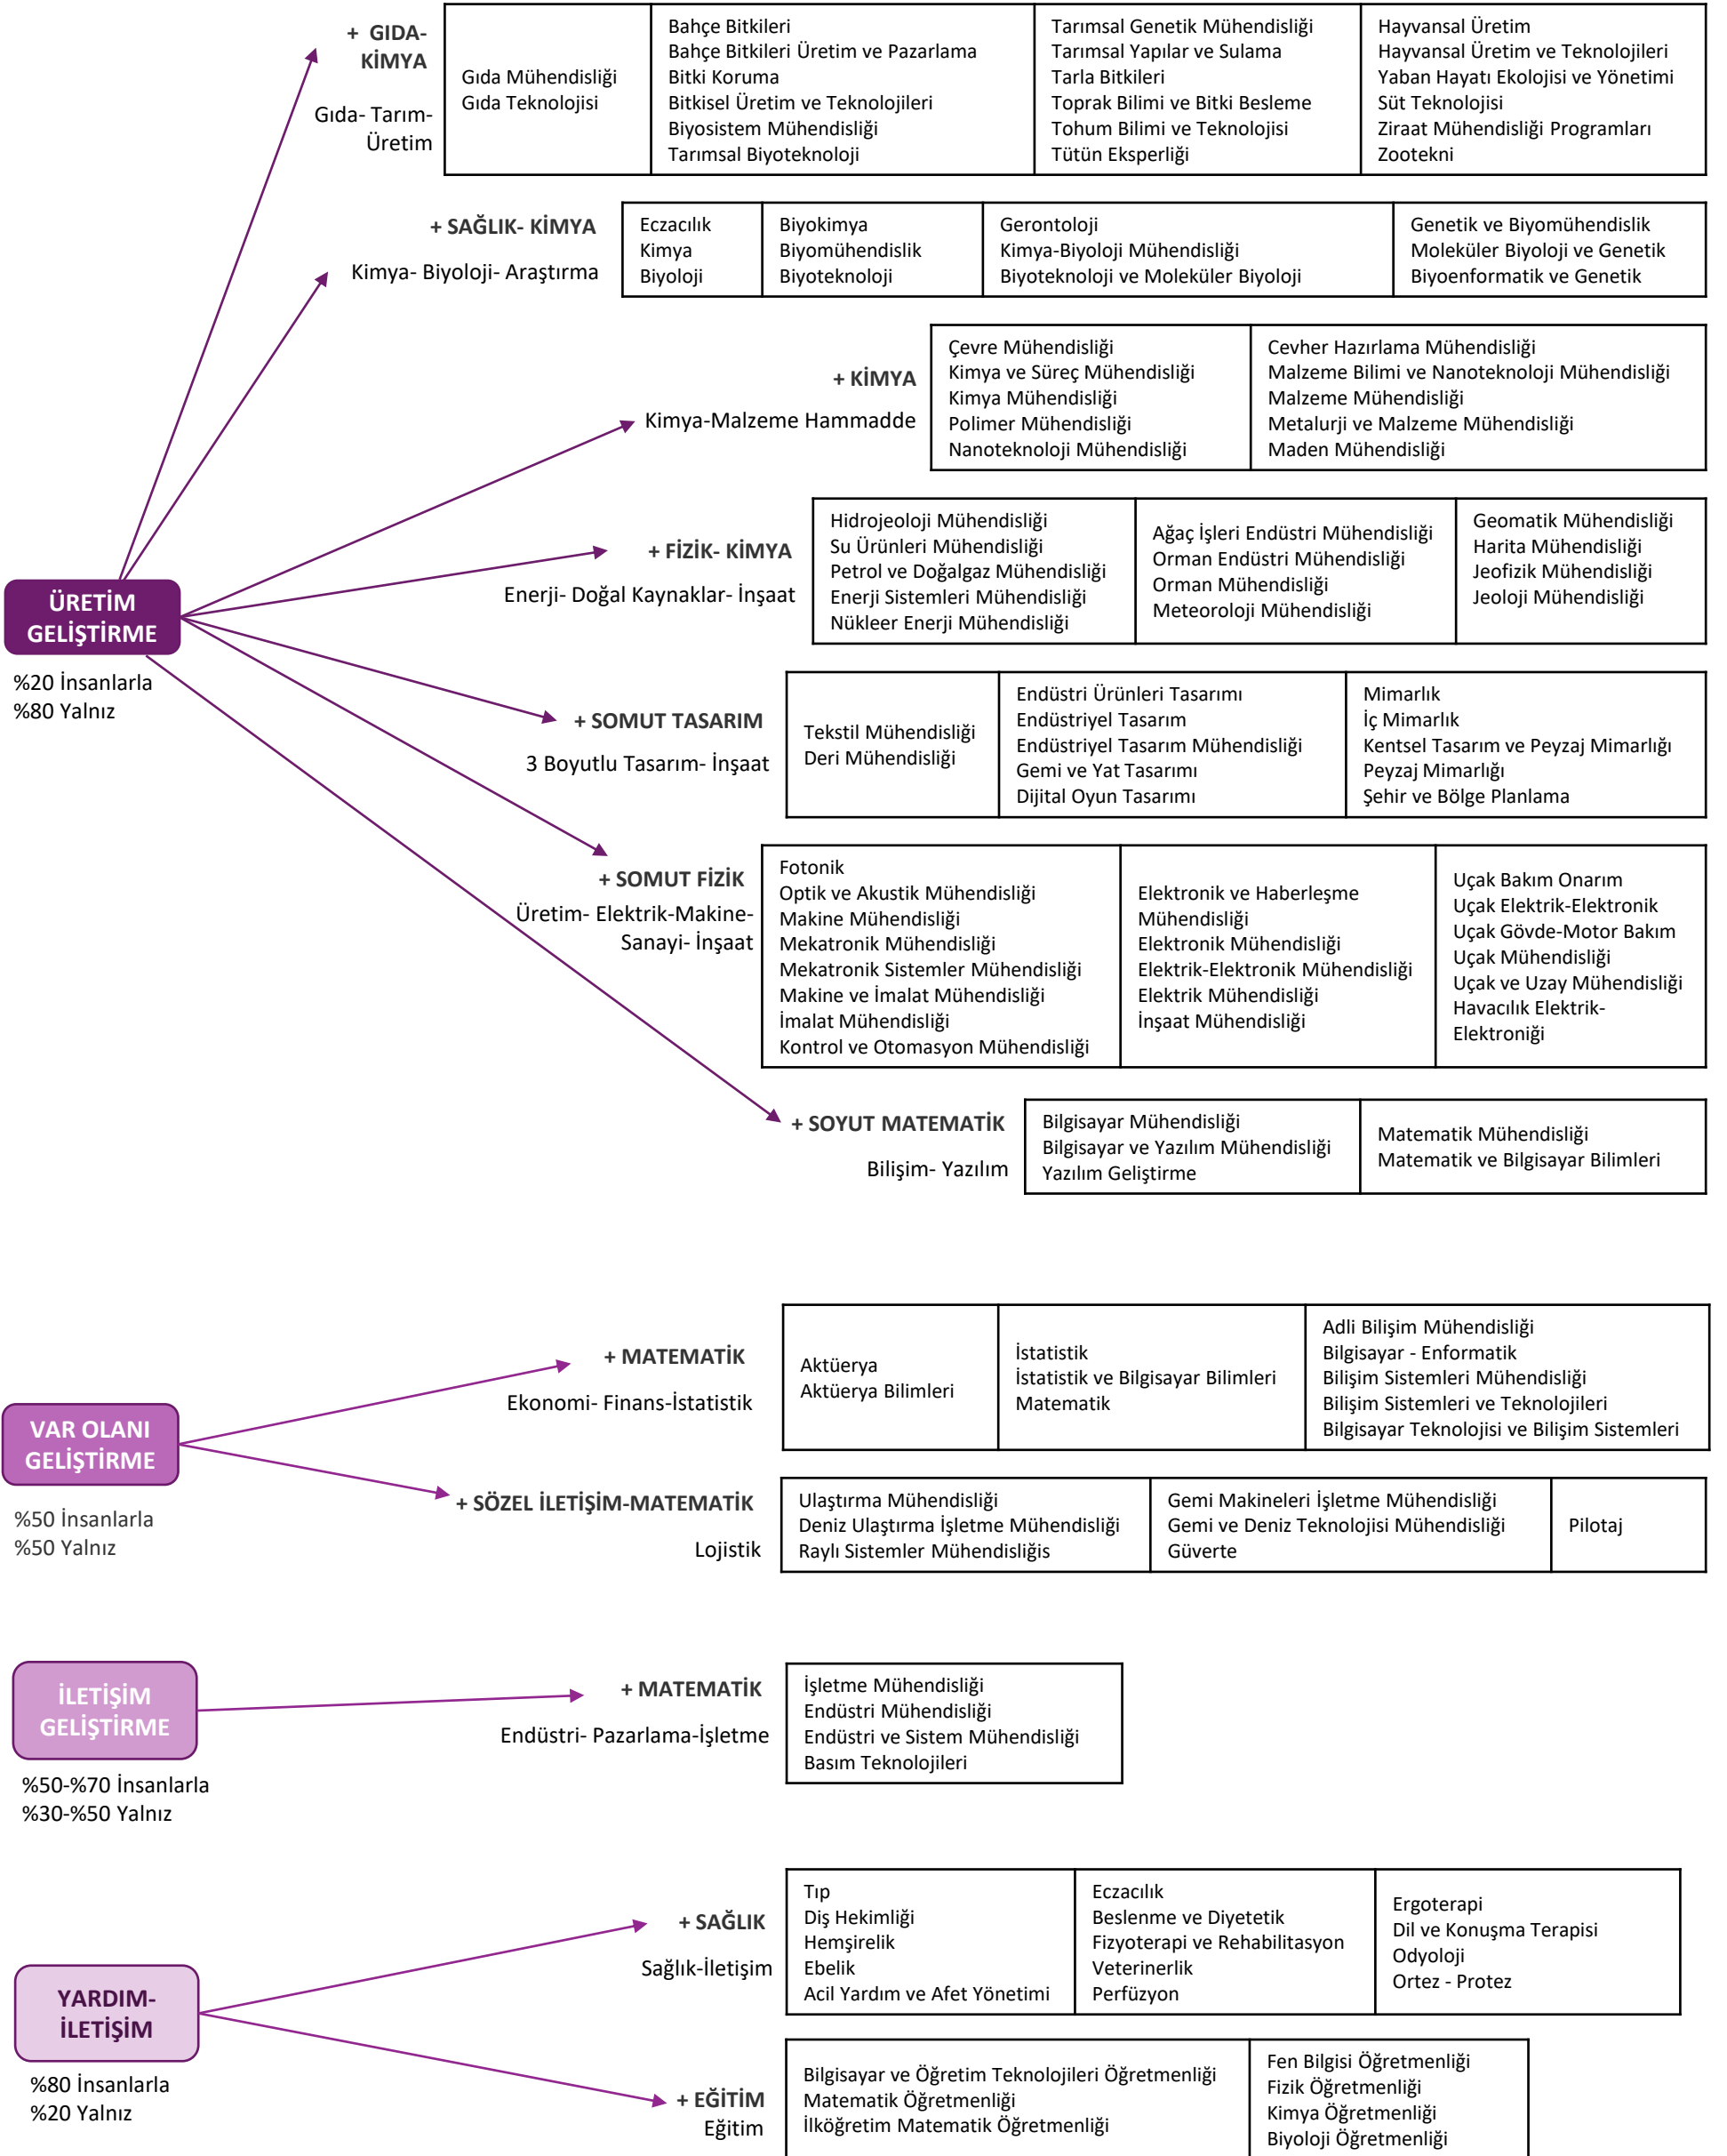 + GIDA-
KİMYA
Gıda- Tarım-
Üretim
Gıda Mühendisliği
Gıda Teknolojisi
Bahçe Bitkileri
Bahçe Bitkileri Üretim ve Pazarlama
Bitki Koruma
Bitkisel Üretim ve Teknolojileri
Biyosistem Mühendisliği
Tarımsal Biyoteknoloji
Tarımsal Genetik Mühendisliği
Tarımsal Yapılar ve Sulama
Tarla Bitkileri
Toprak Bilimi ve Bitki Besleme
Tohum Bilimi ve Teknolojisi
Tütün Eksperliği
Hayvansal Üretim
Hayvansal Üretim ve Teknolojileri
Yaban Hayatı Ekolojisi ve Yönetimi
Süt Teknolojisi
Ziraat Mühendisliği Programları
Zootekni
+ SAĞLIK- KİMYA
Kimya- Biyoloji- Araştırma
Eczacılık
Kimya
Biyoloji
Biyokimya
Biyomühendislik
Biyoteknoloji
Gerontoloji
Kimya-Biyoloji Mühendisliği
Biyoteknoloji ve Moleküler Biyoloji
Genetik ve Biyomühendislik
Moleküler Biyoloji ve Genetik
Biyoenformatik ve Genetik
+ KİMYA
Kimya-Malzeme Hammadde
Çevre Mühendisliği
Kimya ve Süreç Mühendisliği
Kimya Mühendisliği
Polimer Mühendisliği
Nanoteknoloji Mühendisliği
Cevher Hazırlama Mühendisliği
Malzeme Bilimi ve Nanoteknoloji Mühendisliği
Malzeme Mühendisliği
Metalurji ve Malzeme Mühendisliği
Maden Mühendisliği
ÜRETİM
GELİŞTİRME
%20 İnsanlarla
%80 Yalnız
+ FİZİK- KİMYA
Enerji- Doğal Kaynaklar- İnşaat
Hidrojeoloji Mühendisliği
Su Ürünleri Mühendisliği
Petrol ve Doğalgaz Mühendisliği
Enerji Sistemleri Mühendisliği
Nükleer Enerji Mühendisliği
Ağaç İşleri Endüstri Mühendisliği
Orman Endüstri Mühendisliği
Orman Mühendisliği
Meteoroloji Mühendisliği
Geomatik Mühendisliği
Harita Mühendisliği
Jeofizik Mühendisliği
Jeoloji Mühendisliği
+ SOMUT TASARIM
3 Boyutlu Tasarım- İnşaat
Tekstil Mühendisliği
Deri Mühendisliği
Endüstri Ürünleri Tasarımı
Endüstriyel Tasarım
Endüstriyel Tasarım Mühendisliği
Gemi ve Yat Tasarımı
Dijital Oyun Tasarımı
Mimarlık
İç Mimarlık
Kentsel Tasarım ve Peyzaj Mimarlığı
Peyzaj Mimarlığı
Şehir ve Bölge Planlama
+ SOMUT FİZİK
Üretim- Elektrik-Makine-
Sanayi- İnşaat
Fotonik
Optik ve Akustik Mühendisliği
Makine Mühendisliği
Mekatronik Mühendisliği
Mekatronik Sistemler Mühendisliği
Makine ve İmalat Mühendisliği
İmalat Mühendisliği
Kontrol ve Otomasyon Mühendisliği
Elektronik ve Haberleşme
Mühendisliği
Elektronik Mühendisliği
Elektrik-Elektronik Mühendisliği
Elektrik Mühendisliği
İnşaat Mühendisliği
Uçak Bakım Onarım
Uçak Elektrik-Elektronik
Uçak Gövde-Motor Bakım
Uçak Mühendisliği
Uçak ve Uzay Mühendisliği
Havacılık Elektrik-
Elektroniği
+ SOYUT MATEMATİK
Bilişim- Yazılım
Bilgisayar Mühendisliği
Bilgisayar ve Yazılım Mühendisliği
Yazılım Geliştirme
Matematik Mühendisliği
Matematik ve Bilgisayar Bilimleri
VAR OLANI
GELİŞTİRME
%50 İnsanlarla
%50 Yalnız
+ MATEMATİK
Ekonomi- Finans-İstatistik
Aktüerya
Aktüerya Bilimleri
İstatistik
İstatistik ve Bilgisayar Bilimleri
Matematik
Adli Bilişim Mühendisliği
Bilgisayar - Enformatik
Bilişim Sistemleri Mühendisliği
Bilişim Sistemleri ve Teknolojileri
Bilgisayar Teknolojisi ve Bilişim Sistemleri
+ SÖZEL İLETİŞİM-MATEMATİK
Lojistik
Ulaştırma Mühendisliği
Deniz Ulaştırma İşletme Mühendisliği
Raylı Sistemler Mühendisliğis
Gemi Makineleri İşletme Mühendisliği
Gemi ve Deniz Teknolojisi Mühendisliği
Güverte
Pilotaj
İLETİŞİM
GELİŞTİRME
%50-%70 İnsanlarla
%30-%50 Yalnız
+ MATEMATİK
Endüstri- Pazarlama-İşletme
İşletme Mühendisliği
Endüstri Mühendisliği
Endüstri ve Sistem Mühendisliği
Basım Teknolojileri
YARDIM-
İLETİŞİM
%80 İnsanlarla
%20 Yalnız
+ SAĞLIK
Sağlık-İletişim
Tıp
Diş Hekimliği
Hemşirelik
Ebelik
Acil Yardım ve Afet Yönetimi
Eczacılık
Beslenme ve Diyetetik
Fizyoterapi ve Rehabilitasyon
Veterinerlik
Perfüzyon
Ergoterapi
Dil ve Konuşma Terapisi
Odyoloji
Ortez - Protez
+ EĞİTİM
Eğitim
Bilgisayar ve Öğretim Teknolojileri Öğretmenliği
Matematik Öğretmenliği
İlköğretim Matematik Öğretmenliği
Fen Bilgisi Öğretmenliği
Fizik Öğretmenliği
Kimya Öğretmenliği
Biyoloji Öğretmenliği